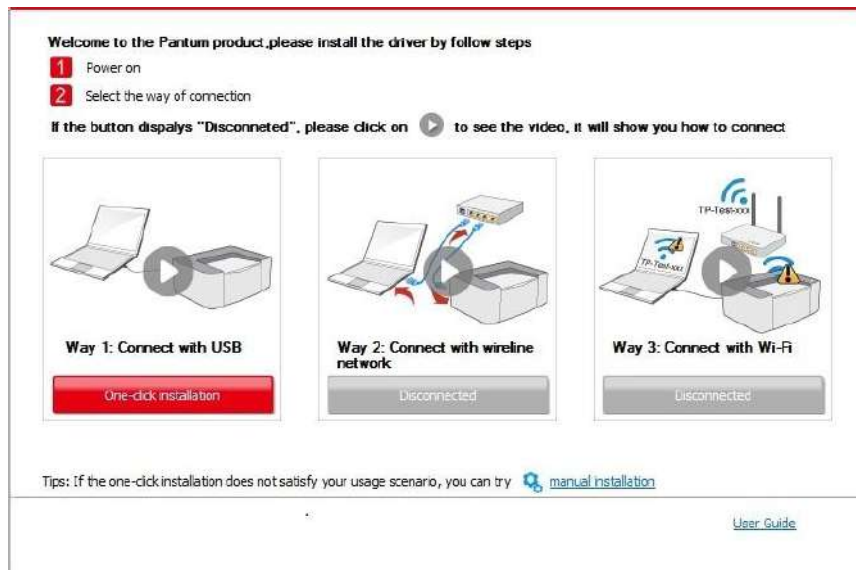 Welcome to the Pantum product,please install the driver by follow steps
1 Power on
2 Select the way of connection
If the button dispalys "Disconneted", please click on to see the video, it will show you how to connect
TP-Test-xxx
TP-Test-xxx
Way 1: Connect with USB
Way 2: Connect with wireline
network
Way 3: Connect with Wi-Fi
One-click installation
Disconnected
Disconnected
Tips: If the one-click installation does not satisfy your usage scenario, you can try manual installation
User Guide